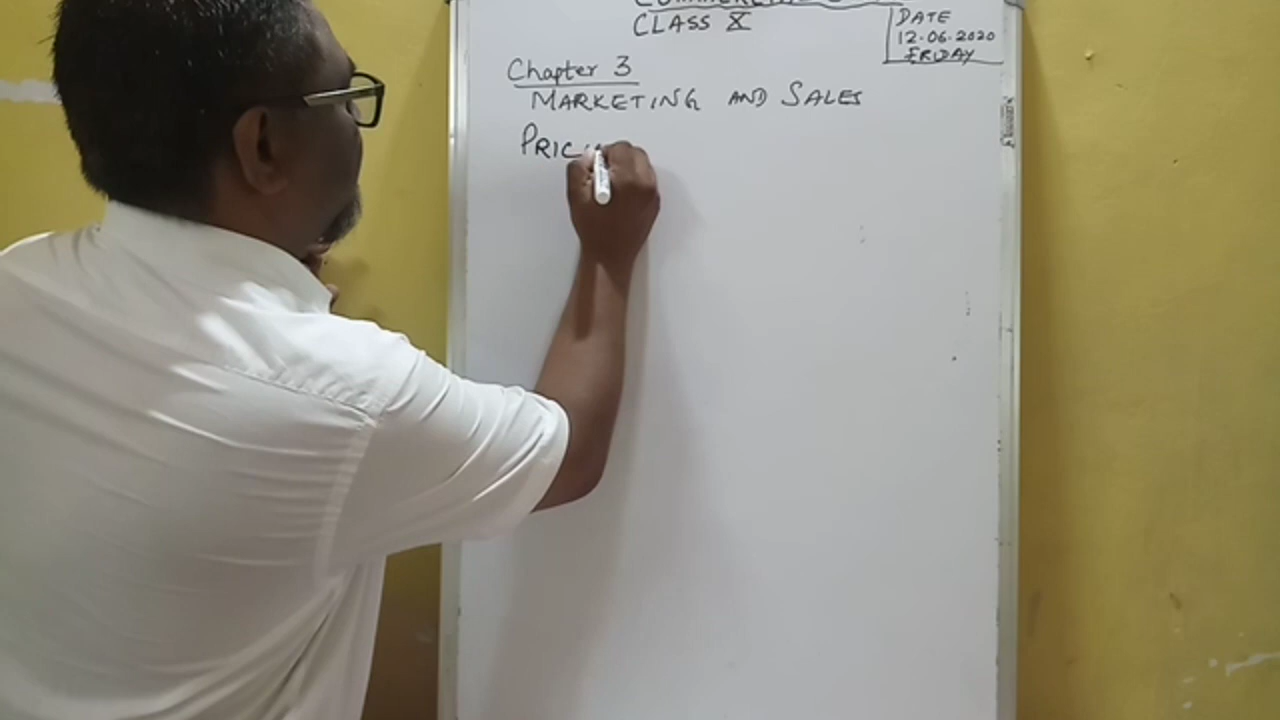 CLASS X
DATE
12.06.2020
FRIDAY
Chapter 3
MARKETING AND SALES
PRIC